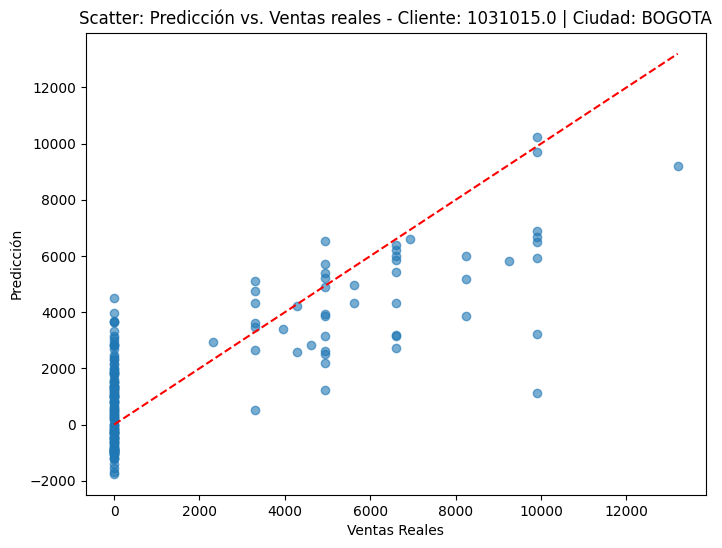 Scatter: Predicción vs. Ventas reales - Cliente: 1031015.0 | Ciudad: BOGOTA
12000
10000
8000
6000
4000
2000
0
−2000
Predicción
0 2000 4000 6000 8000 10000 12000
Ventas Reales